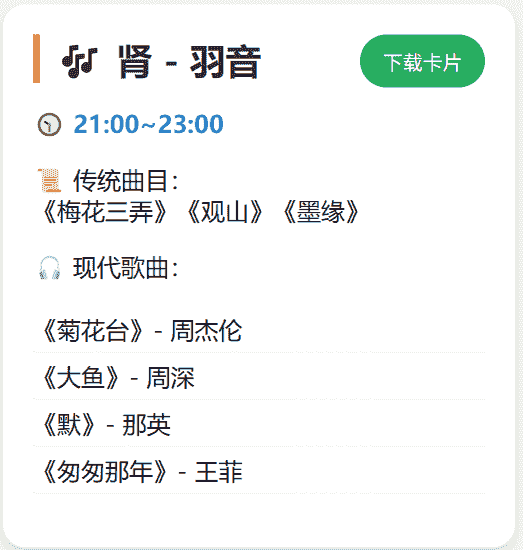 肾 - 羽音
下载卡片
21:00~23:00
传统曲目：
《梅花三弄》《观山》《墨缘》
现代歌曲：
《菊花台》- 周杰伦
《大鱼》- 周深
《默》- 那英
《匆匆那年》- 王菲